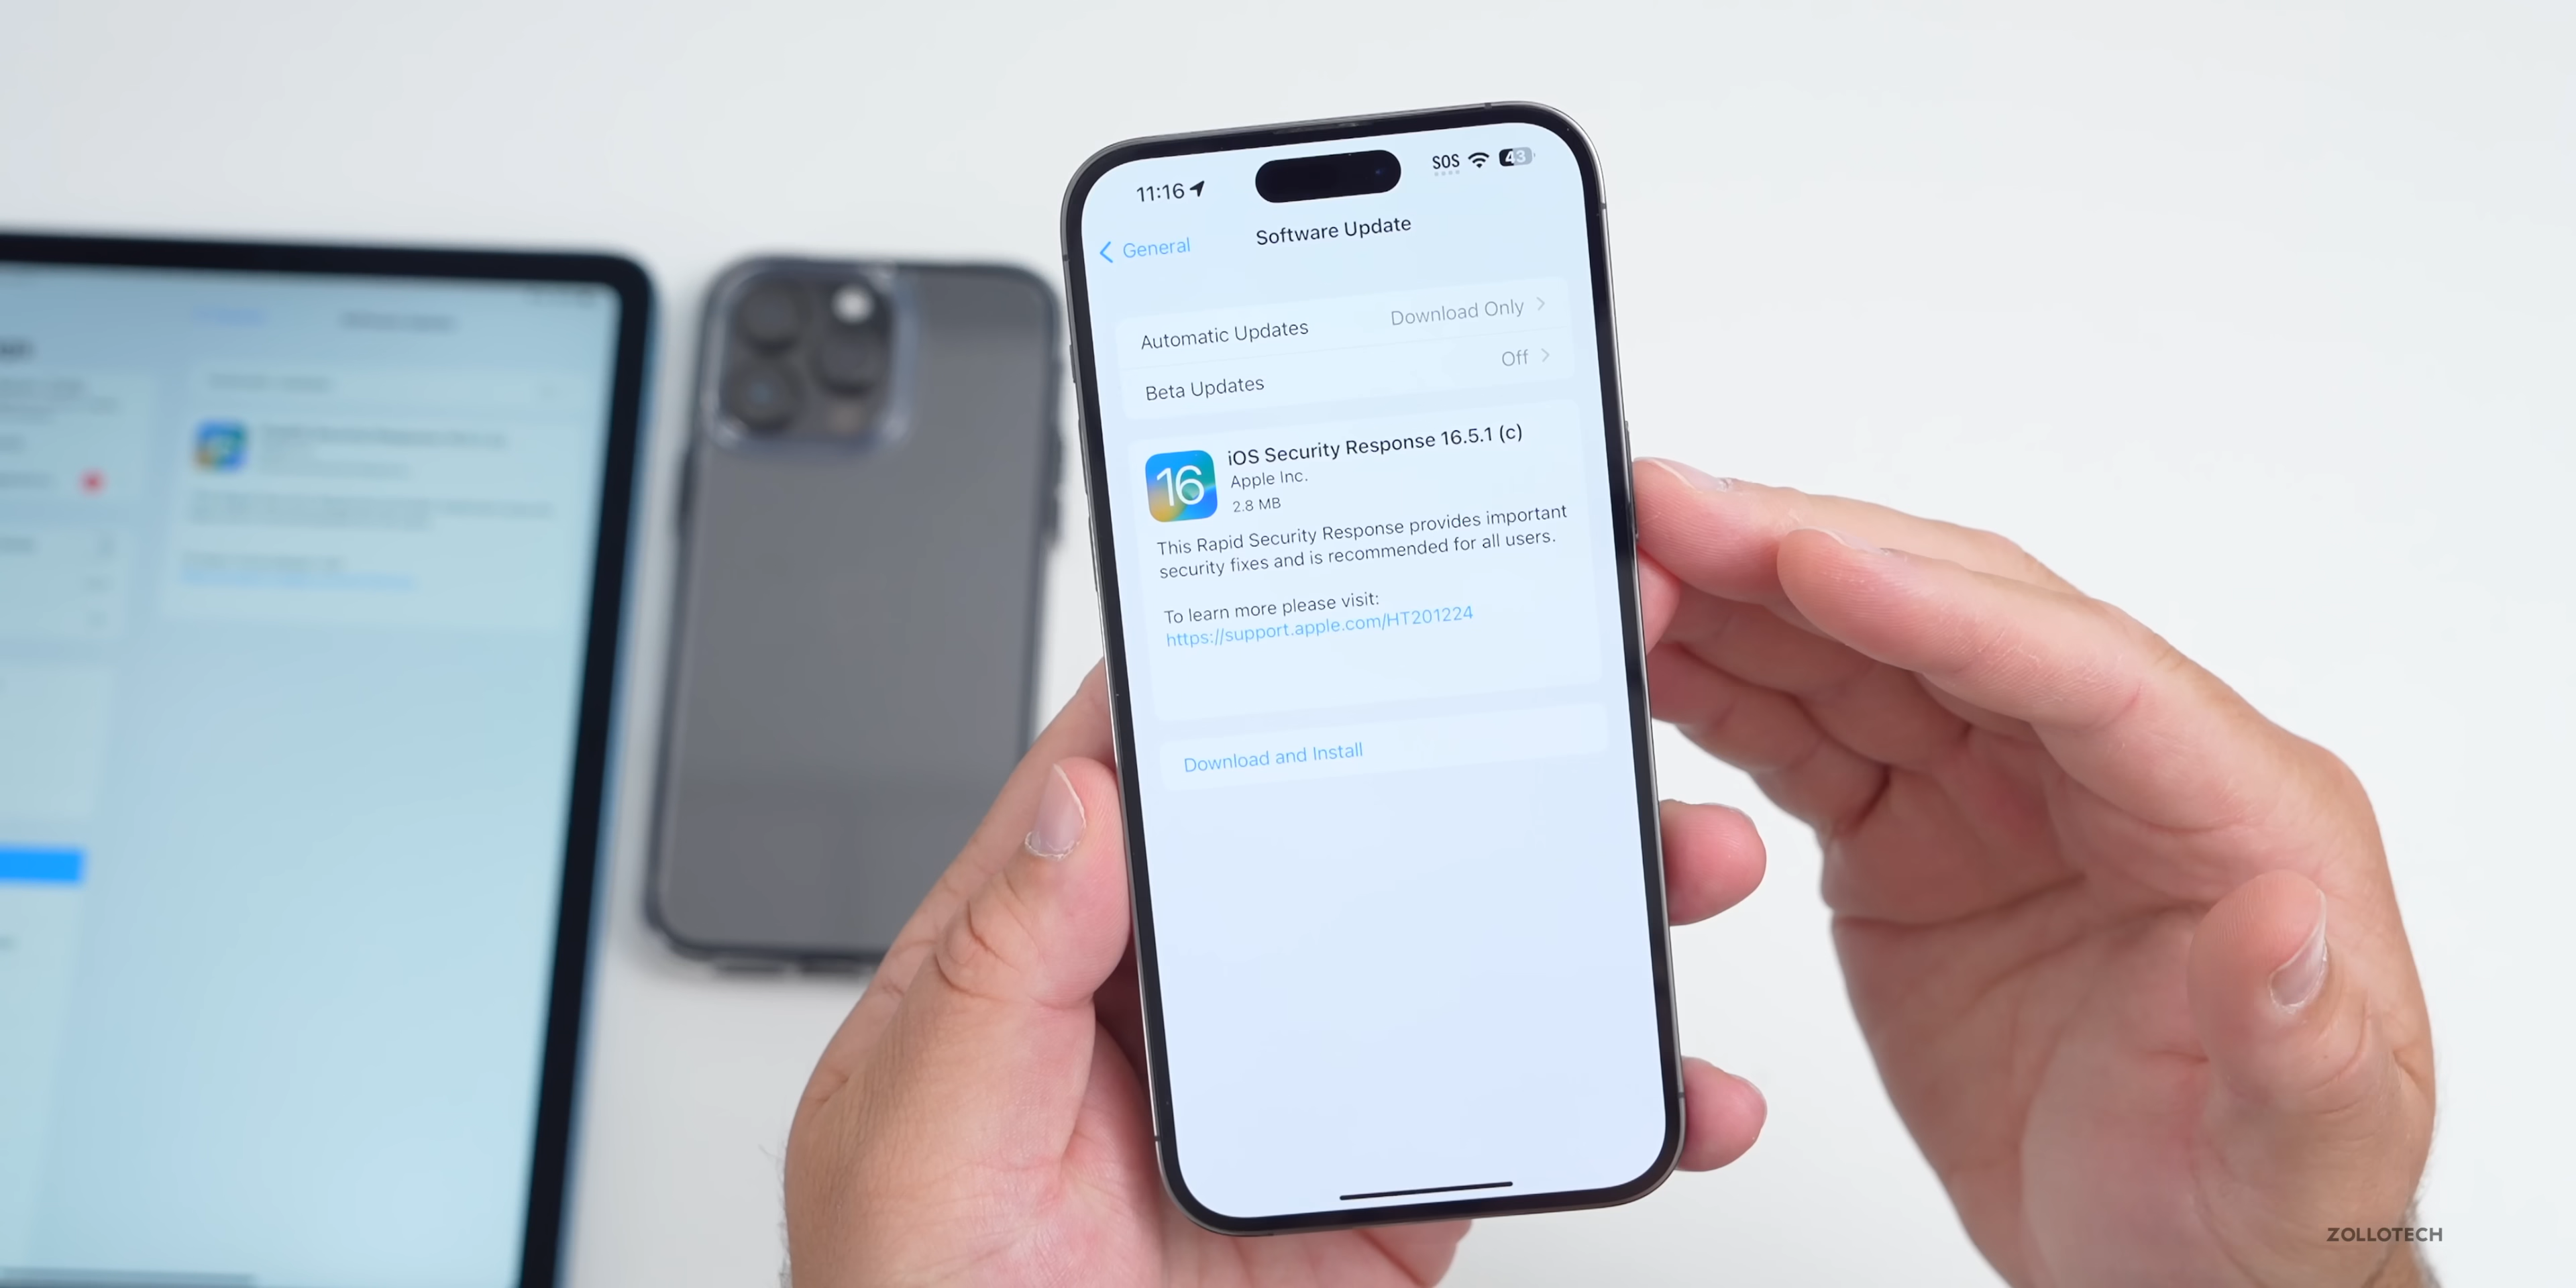 11:16
SOS
43
General
Software Update
Automatic Updates
Download Only
Beta Updates
Off
16
iOS Security Response 16.5.1 (c)
Apple Inc.
2.8 MB
This Rapid Security Response provides important
security fixes and is recommended for all users.
To learn more please visit:
https://support.apple.com/HT201224
Download and Install
ZOLLOTECH